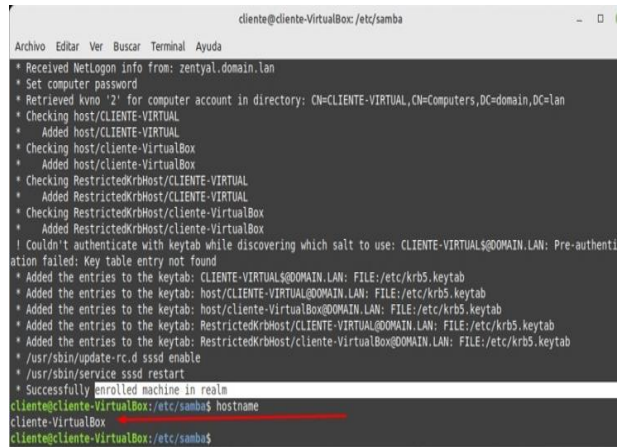 cliente@cliente-VirtualBox: /etc/samba
Archivo Editar Ver Buscar Terminal Ayuda
* Received NetLogon info from: zentyal.domain.lan
* Set computer password
* Retrieved kvno '2' for computer account in directory: CN=CLIENTE-VIRTUAL,CN=Computers,DC=domain,DC=lan
* Checking host/CLIENTE-VIRTUAL
*    Added host/CLIENTE-VIRTUAL
* Checking host/cliente-VirtualBox
*    Added host/cliente-VirtualBox
* Checking RestrictedKrbHost/CLIENTE-VIRTUAL
*    Added RestrictedKrbHost/CLIENTE-VIRTUAL
* Checking RestrictedKrbHost/cliente-VirtualBox
*    Added RestrictedKrbHost/cliente-VirtualBox
! Couldn't authenticate with keytab while discovering which salt to use: CLIENTE-VIRTUAL$@DOMAIN.LAN: Pre-authenti
ation failed: Key table entry not found
* Added the entries to the keytab: CLIENTE-VIRTUAL$@DOMAIN.LAN: FILE:/etc/krb5.keytab
* Added the entries to the keytab: host/CLIENTE-VIRTUAL@DOMAIN.LAN: FILE:/etc/krb5.keytab
* Added the entries to the keytab: host/cliente-VirtualBox@DOMAIN.LAN: FILE:/etc/krb5.keytab
* Added the entries to the keytab: RestrictedKrbHost/CLIENTE-VIRTUAL@DOMAIN.LAN: FILE:/etc/krb5.keytab
* Added the entries to the keytab: RestrictedKrbHost/cliente-VirtualBox@DOMAIN.LAN: FILE:/etc/krb5.keytab
* /usr/sbin/update-rc.d sssd enable
* /usr/sbin/service sssd restart
* Successfully enrolled machine in realm
cliente@cliente-VirtualBox:/etc/samba$ hostname
cliente-VirtualBox
cliente@cliente-VirtualBox:/etc/samba$